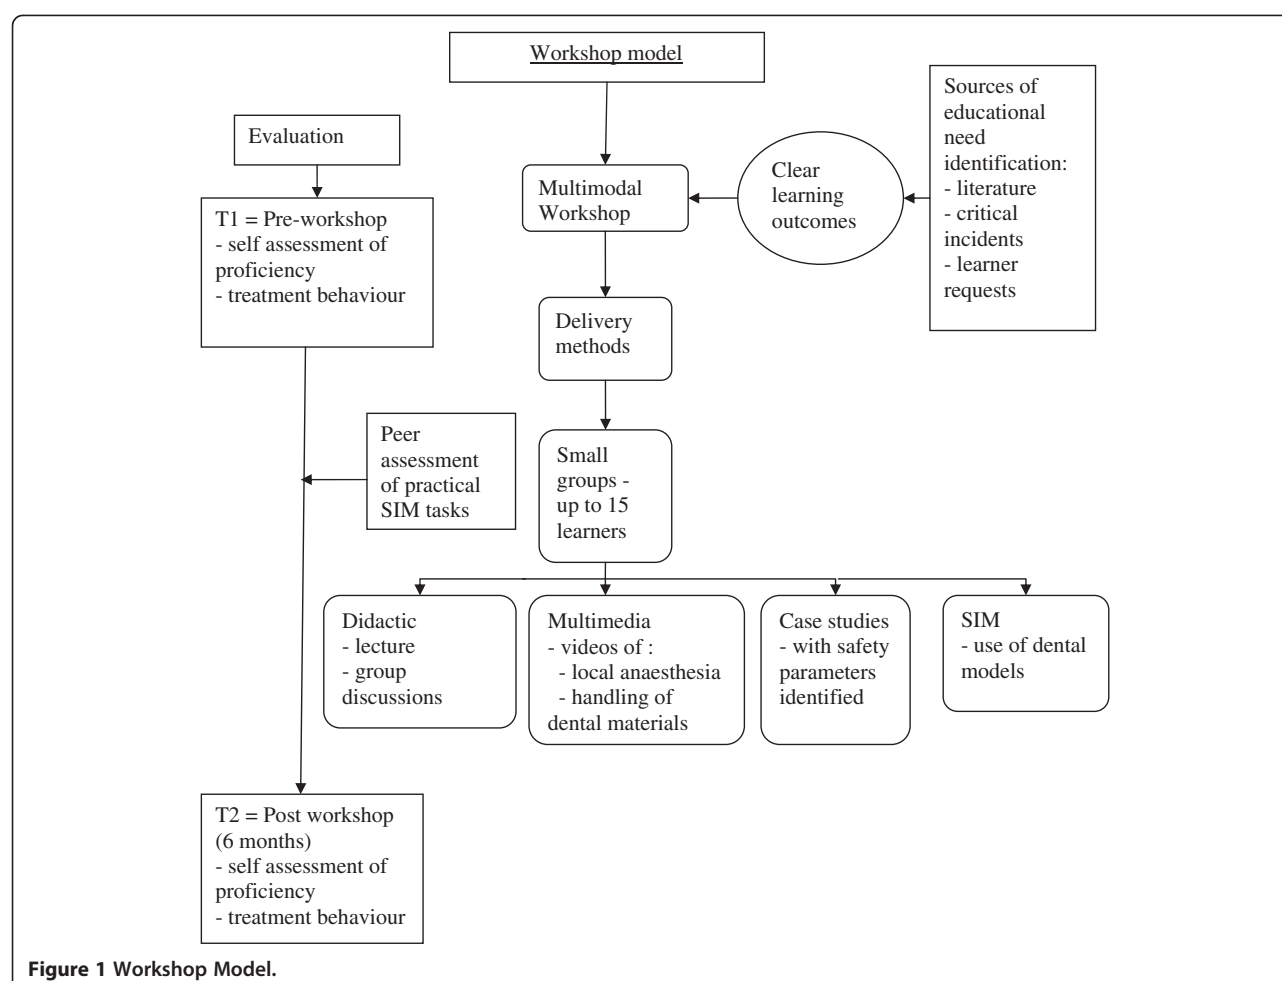 Workshop model
Evaluation
T1 = Pre-workshop
- self assessment of
proficiency
- treatment behaviour
Peer
assessment
of practical
SIM tasks
T2 = Post workshop
(6 months)
- self assessment of
proficiency
- treatment behaviour
Multimodal
Workshop
Clear
learning
outcomes
Sources of
educational
need
identification:
- literature
- critical
incidents
- learner
requests
Delivery
methods
Small
groups -
up to 15
learners
Didactic
- lecture
- group
discussions
Multimedia
- videos of :
- local anaesthesia
- handling of
dental materials
Case studies
- with safety
parameters
identified
SIM
- use of dental
models
Figure 1 Workshop Model.